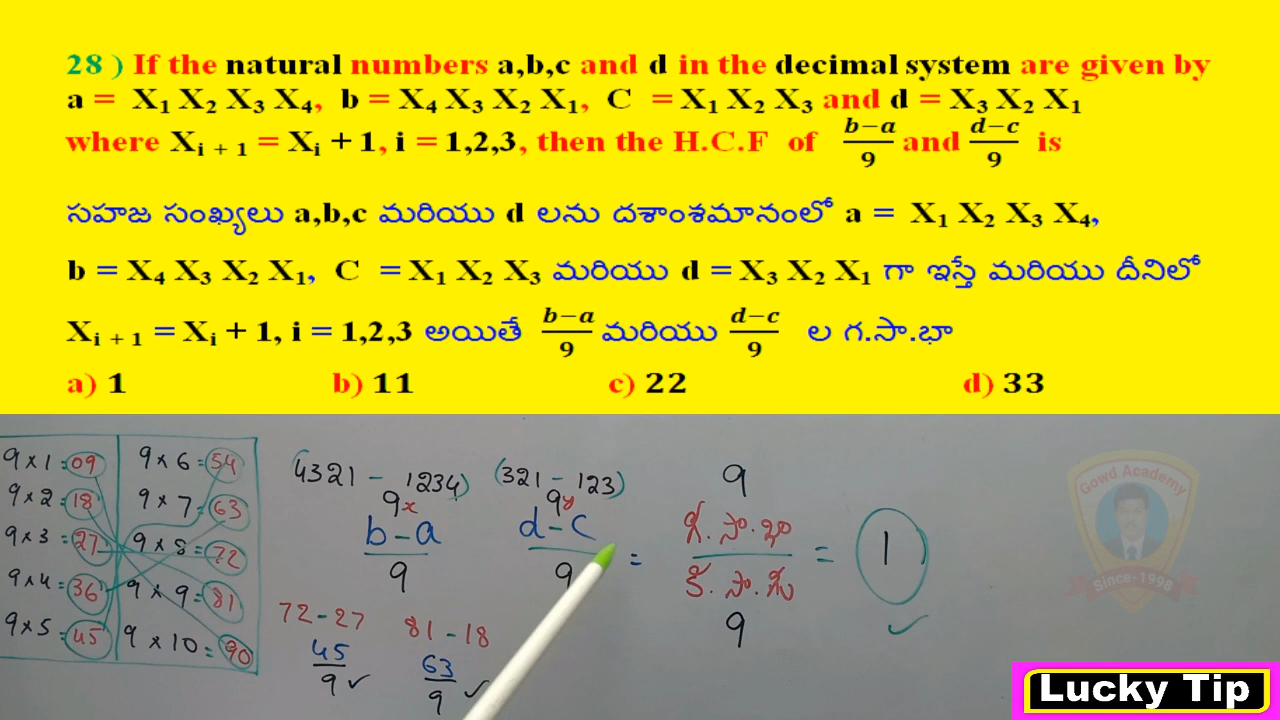 28 ) If the natural numbers a,b,c and d in the decimal system are given by
a = X₁ X₂ X₃ X₄, b = X₄ X₃ X₂ X₁, C = X₁ X₂ X₃ and d = X₃ X₂ X₁
where Xᵢ ₊ ₁ = Xᵢ + 1, i = 1,2,3, then the H.C.F of (b−a)/9 and (d−c)/9 is
సహజ సంఖ్యలు a,b,c మరియు d లను దశాంశమానంలో a = X₁ X₂ X₃ X₄,
b = X₄ X₃ X₂ X₁, C = X₁ X₂ X₃ మరియు d = X₃ X₂ X₁ గా ఇస్తే మరియు దీనిలో
Xᵢ ₊ ₁ = Xᵢ + 1, i = 1,2,3 అయితే (b−a)/9 మరియు (d−c)/9 ల గ.సా.భా
a) 1 b) 11 c) 22 d) 33
9 x 1 = 09 9 x 6 = 54
9 x 2 = 18 9 x 7 = 63
9 x 3 = 27 9 x 8 = 72
9 x 4 = 36 9 x 9 = 81
9 x 5 = 45 9 x 10 = 90
(4321 - 1234) (321 - 123)
9x 9y
b-a d-c
9 9
72-27 81-18
45 63
9 ✓ 9 ✓
9
గ.సా.భా
= = 1
క.సా.గు
9
✓
Gowd Academy
Since-1998
Lucky Tip